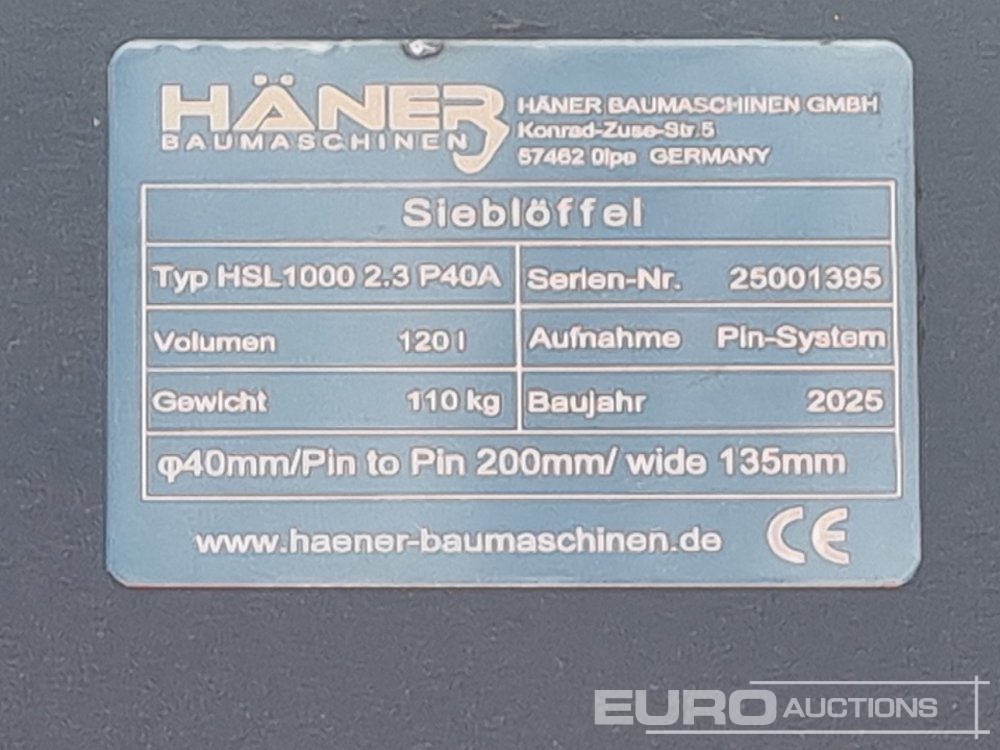 HÄNER
BAUMASCHINEN
HÄNER BAUMASCHINEN GMBH
Konrad-Zuse-Str.5
57462 Olpe GERMANY
Sieblöffel
Typ HSL1000 2.3 P40A
Serien-Nr. 25001395
Volumen 120 l
Aufnahme Pin-System
Gewicht 110 kg
Baujahr 2025
φ40mm/Pin to Pin 200mm/ wide 135mm
www.haener-baumaschinen.de
CE
EURO AUCTIONS